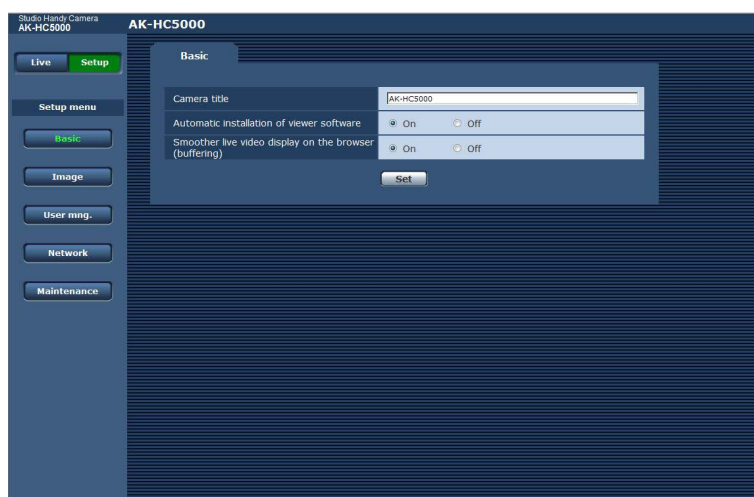 Studio Handy Camera
AK-HC5000
AK-HC5000
Live
Setup
Setup menu
Basic
Image
User mng.
Network
Maintenance
Basic
Camera title
AK-HC5000
Automatic installation of viewer software
On
Off
Smoother live video display on the browser
(buffering)
On
Off
Set